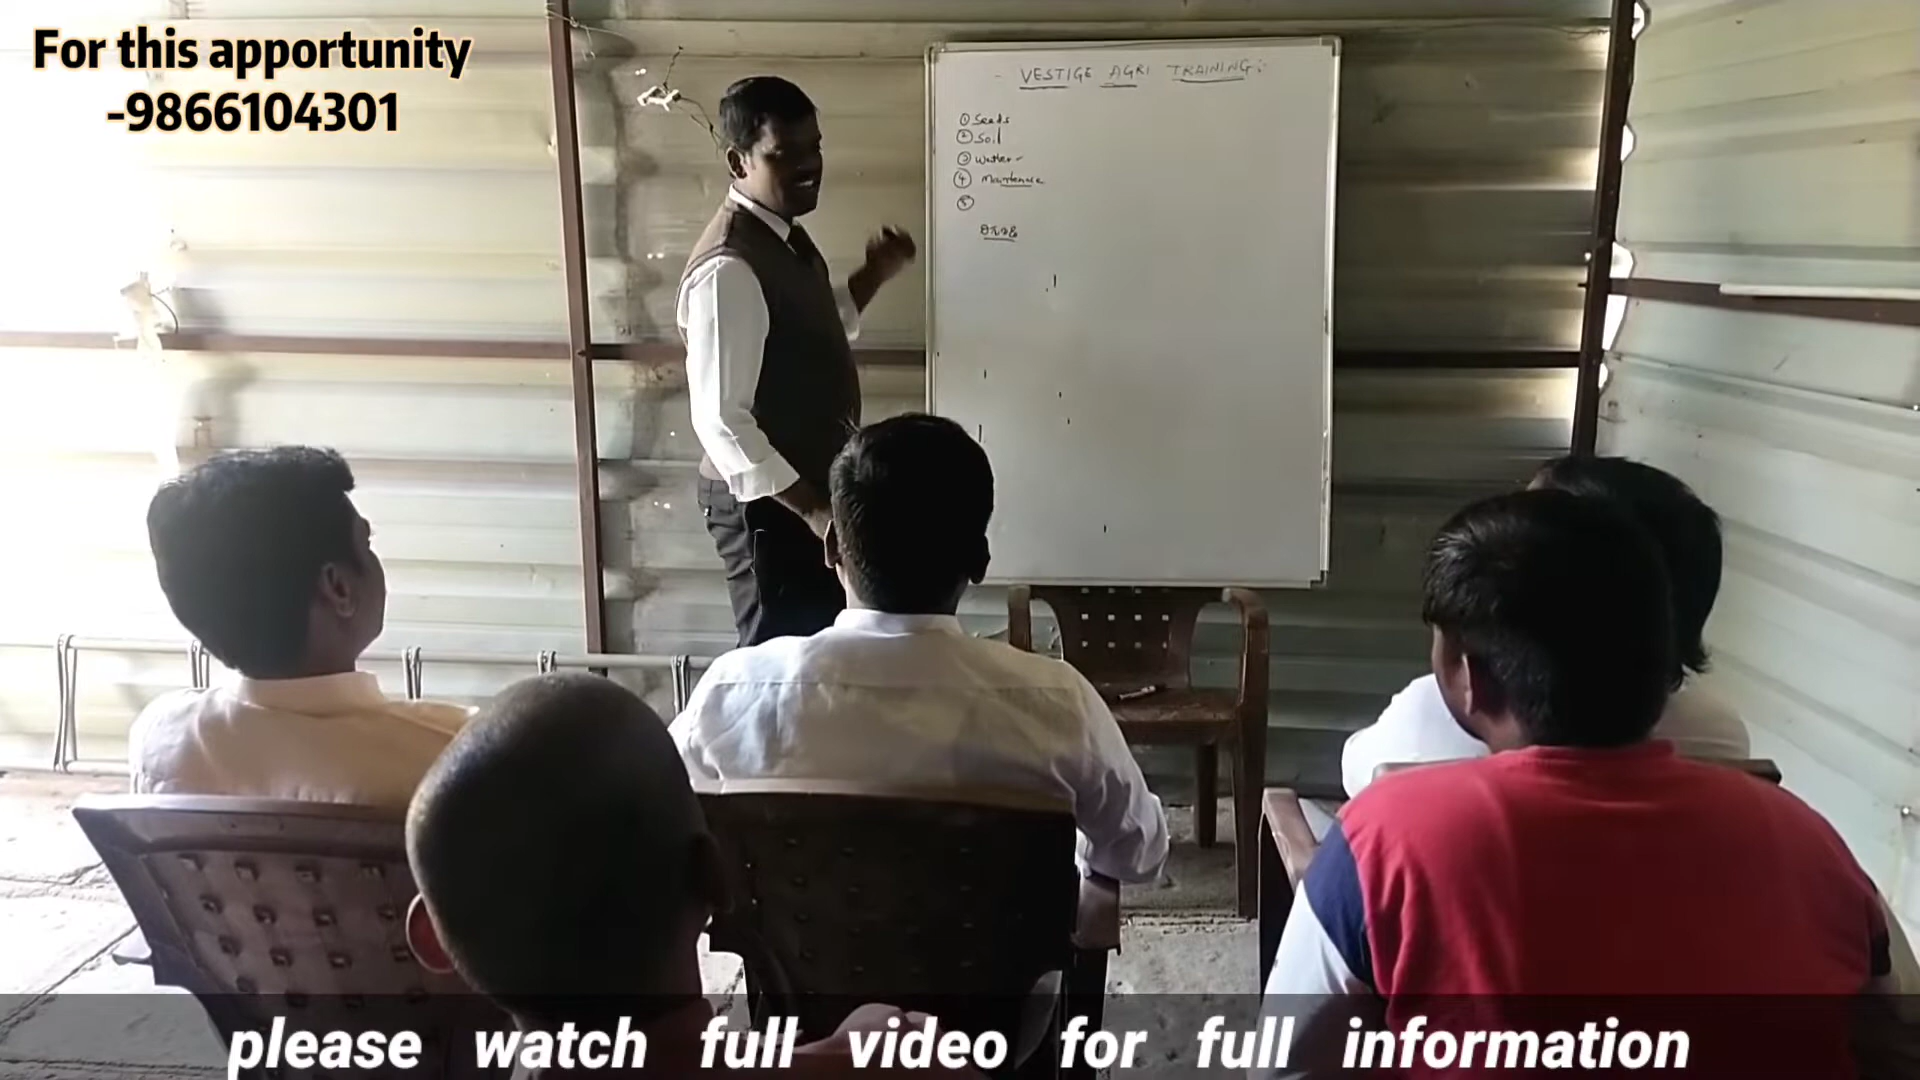 For this apportunity
-9866104301
- VESTIGE AGRI TRAINING:-
① Seeds
② Soil
③ Water -
④
⑤
please watch full video for full information